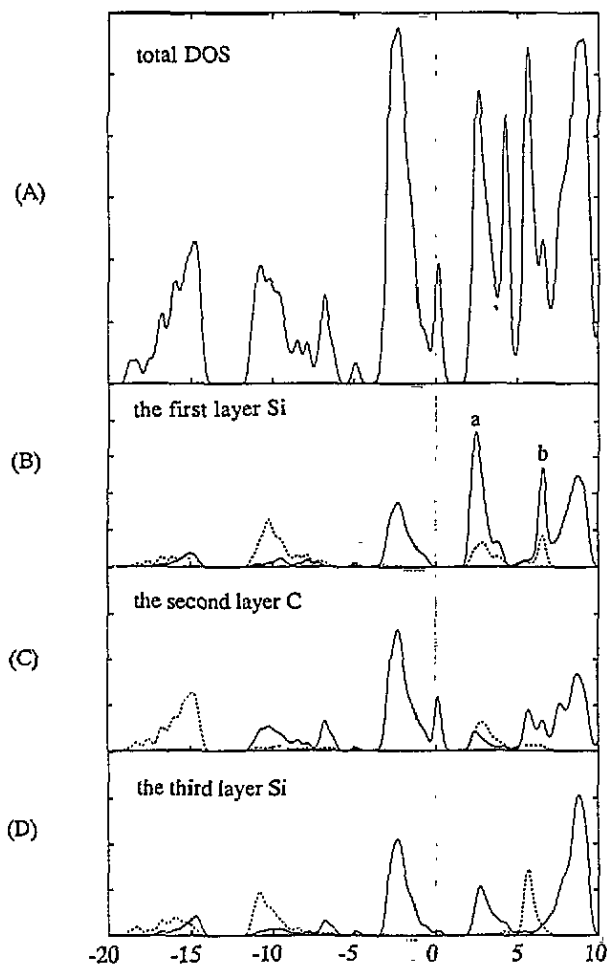 total DOS
(A)
the first layer Si
a
b
(B)
the second layer C
(C)
the third layer Si
(D)
-20 -15 -10 -5 0 5 10